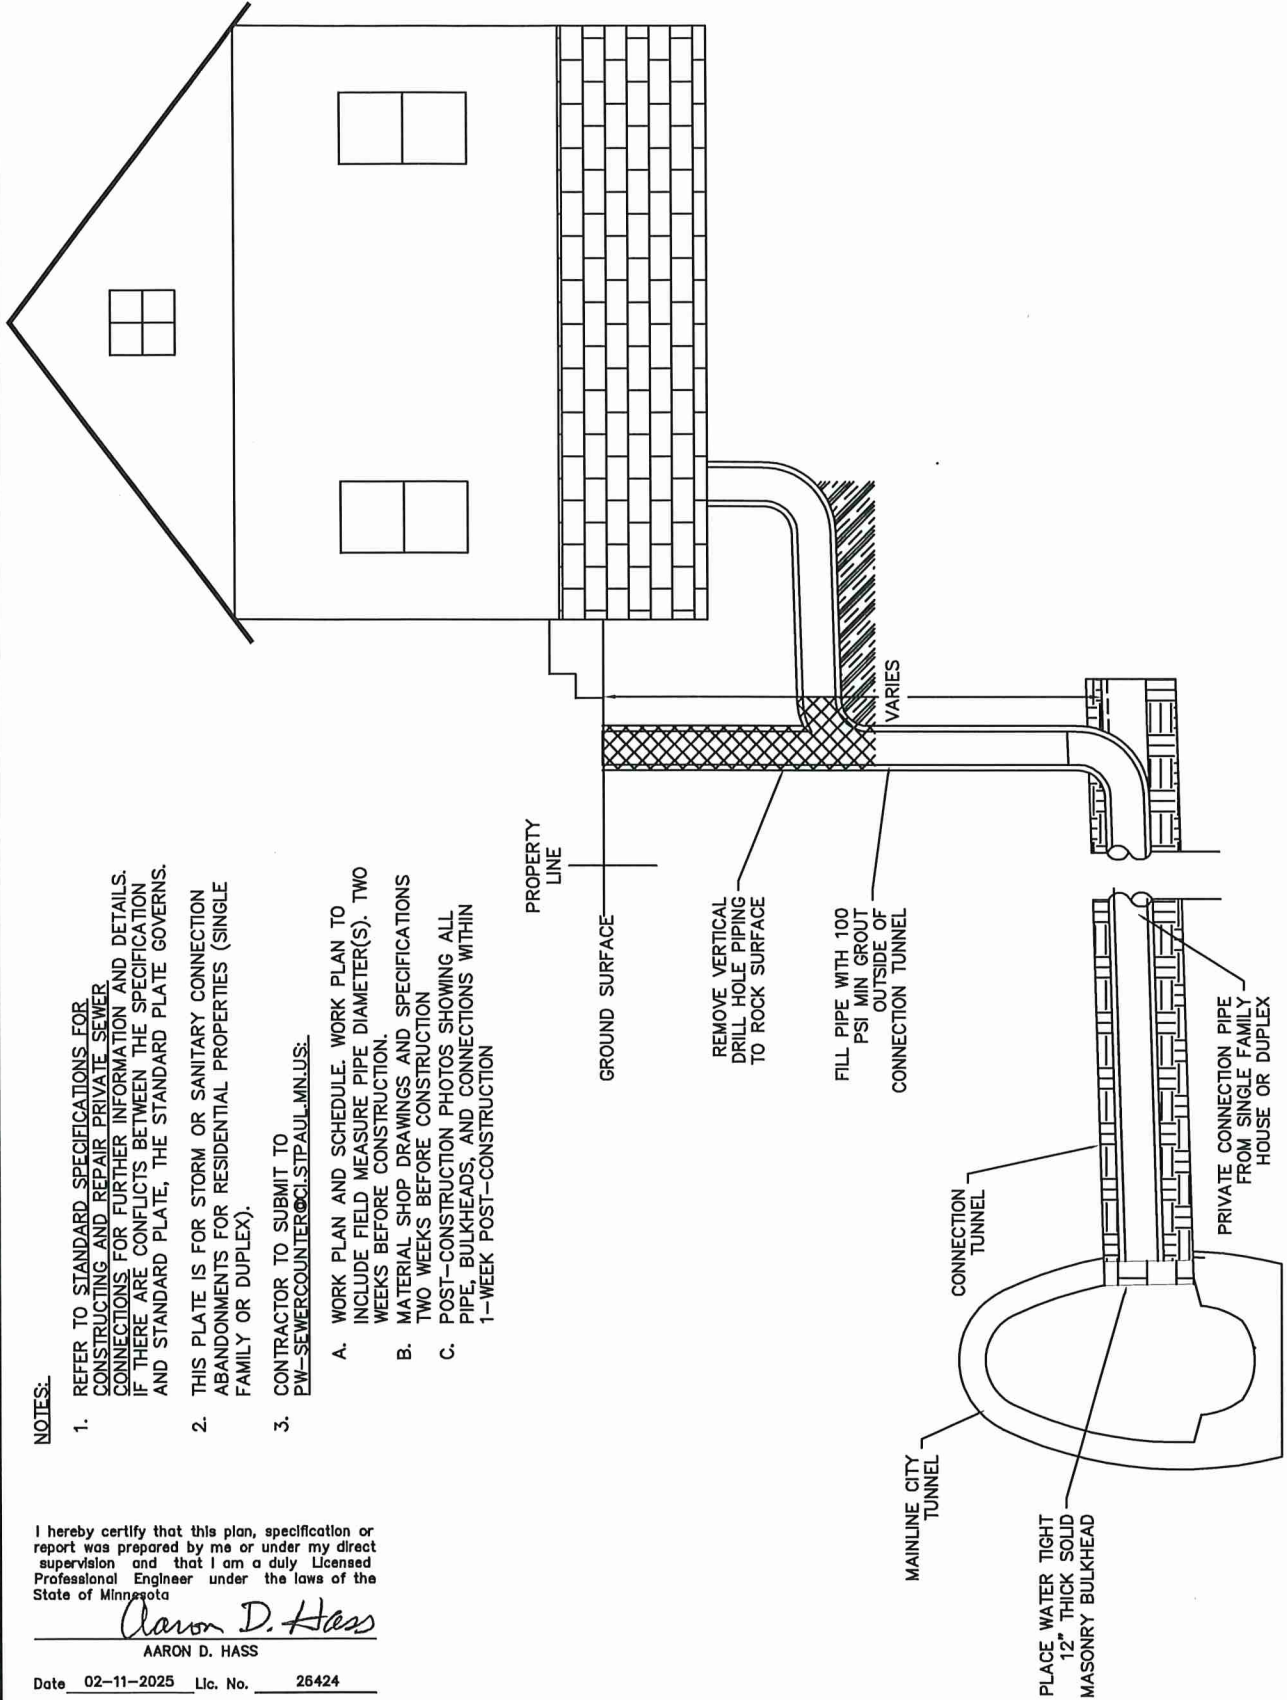 NOTES:
1. REFER TO STANDARD SPECIFICATIONS FOR
CONSTRUCTING AND REPAIR PRIVATE SEWER
CONNECTIONS FOR FURTHER INFORMATION AND DETAILS.
IF THERE ARE CONFLICTS BETWEEN THE SPECIFICATION
AND STANDARD PLATE, THE STANDARD PLATE GOVERNS.
2. THIS PLATE IS FOR STORM OR SANITARY CONNECTION
ABANDONMENTS FOR RESIDENTIAL PROPERTIES (SINGLE
FAMILY OR DUPLEX).
3. CONTRACTOR TO SUBMIT TO
PW-SEWERCOUNTER@CI.STPAUL.MN.US:
A. WORK PLAN AND SCHEDULE. WORK PLAN TO
INCLUDE FIELD MEASURE PIPE DIAMETER(S). TWO
WEEKS BEFORE CONSTRUCTION.
B. MATERIAL SHOP DRAWINGS AND SPECIFICATIONS
TWO WEEKS BEFORE CONSTRUCTION
C. POST-CONSTRUCTION PHOTOS SHOWING ALL
PIPE, BULKHEADS, AND CONNECTIONS WITHIN
1-WEEK POST-CONSTRUCTION
PROPERTY
LINE
GROUND SURFACE
REMOVE VERTICAL
DRILL HOLE PIPING
TO ROCK SURFACE
VARIES
FILL PIPE WITH 100
PSI MIN GROUT
OUTSIDE OF
CONNECTION TUNNEL
CONNECTION
TUNNEL
MAINLINE CITY
TUNNEL
PLACE WATER TIGHT
12" THICK SOLID
MASONRY BULKHEAD
PRIVATE CONNECTION PIPE
FROM SINGLE FAMILY
HOUSE OR DUPLEX
I hereby certify that this plan, specification or
report was prepared by me or under my direct
supervision and that I am a duly Licensed
Professional Engineer under the laws of the
State of Minnesota
Aaron D. Hass
AARON D. HASS
Date 02-11-2025 Lic. No. 26424